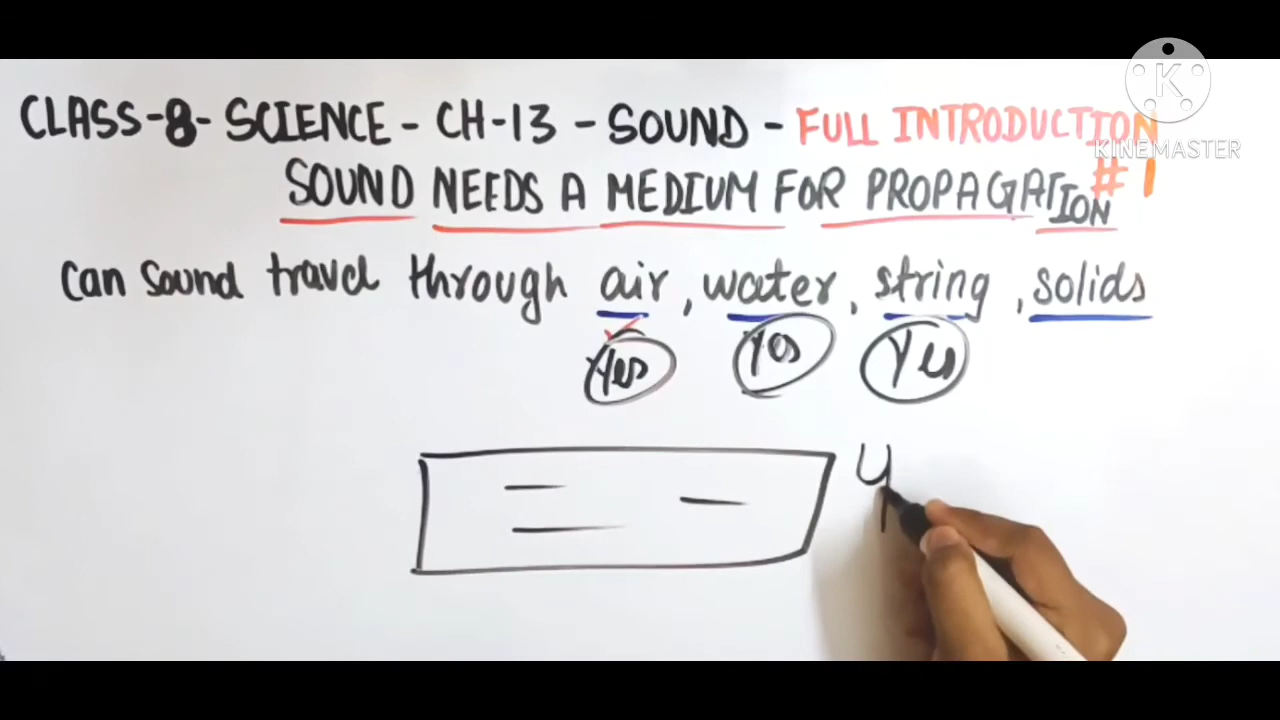 CLASS-8- SCIENCE - CH-13 - SOUND - FULL INTRODUCTION
#1
SOUND NEEDS A MEDIUM FOR PROPAGATION
KINEMASTER
Can sound travel through air, water, string, solids
Yes Yes Yes
y